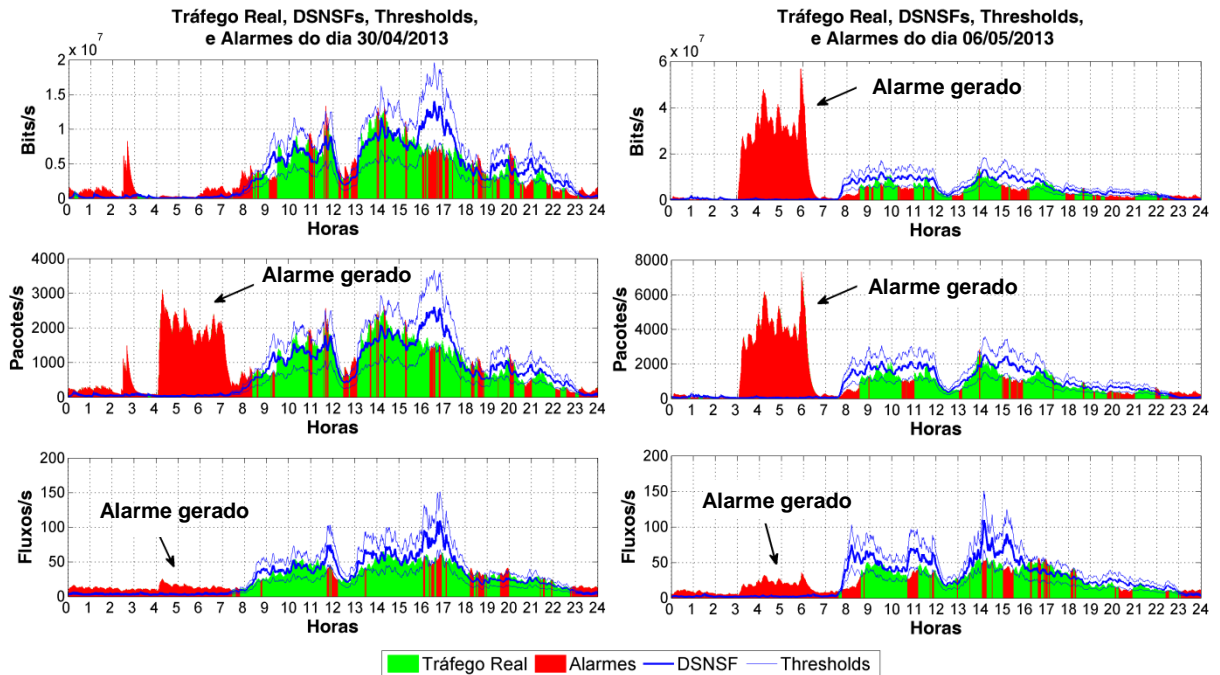 Tráfego Real, DSNSFs, Thresholds,
e Alarmes do dia 30/04/2013
x 10^7
2
1.5
1
0.5
0
Bits/s
0 1 2 3 4 5 6 7 8 9 10 11 12 13 14 15 16 17 18 19 20 21 22 23 24
Horas
Alarme gerado
4000
3000
2000
1000
0
Pacotes/s
0 1 2 3 4 5 6 7 8 9 10 11 12 13 14 15 16 17 18 19 20 21 22 23 24
Horas
Alarme gerado
200
150
100
50
0
Fluxos/s
0 1 2 3 4 5 6 7 8 9 10 11 12 13 14 15 16 17 18 19 20 21 22 23 24
Horas
Tráfego Real, DSNSFs, Thresholds,
e Alarmes do dia 06/05/2013
x 10^7
Alarme gerado
6
4
2
0
Bits/s
0 1 2 3 4 5 6 7 8 9 10 11 12 13 14 15 16 17 18 19 20 21 22 23 24
Horas
Alarme gerado
8000
6000
4000
2000
0
Pacotes/s
0 1 2 3 4 5 6 7 8 9 10 11 12 13 14 15 16 17 18 19 20 21 22 23 24
Horas
Alarme gerado
200
150
100
50
0
Fluxos/s
0 1 2 3 4 5 6 7 8 9 10 11 12 13 14 15 16 17 18 19 20 21 22 23 24
Horas
Tráfego Real Alarmes DSNSF Thresholds